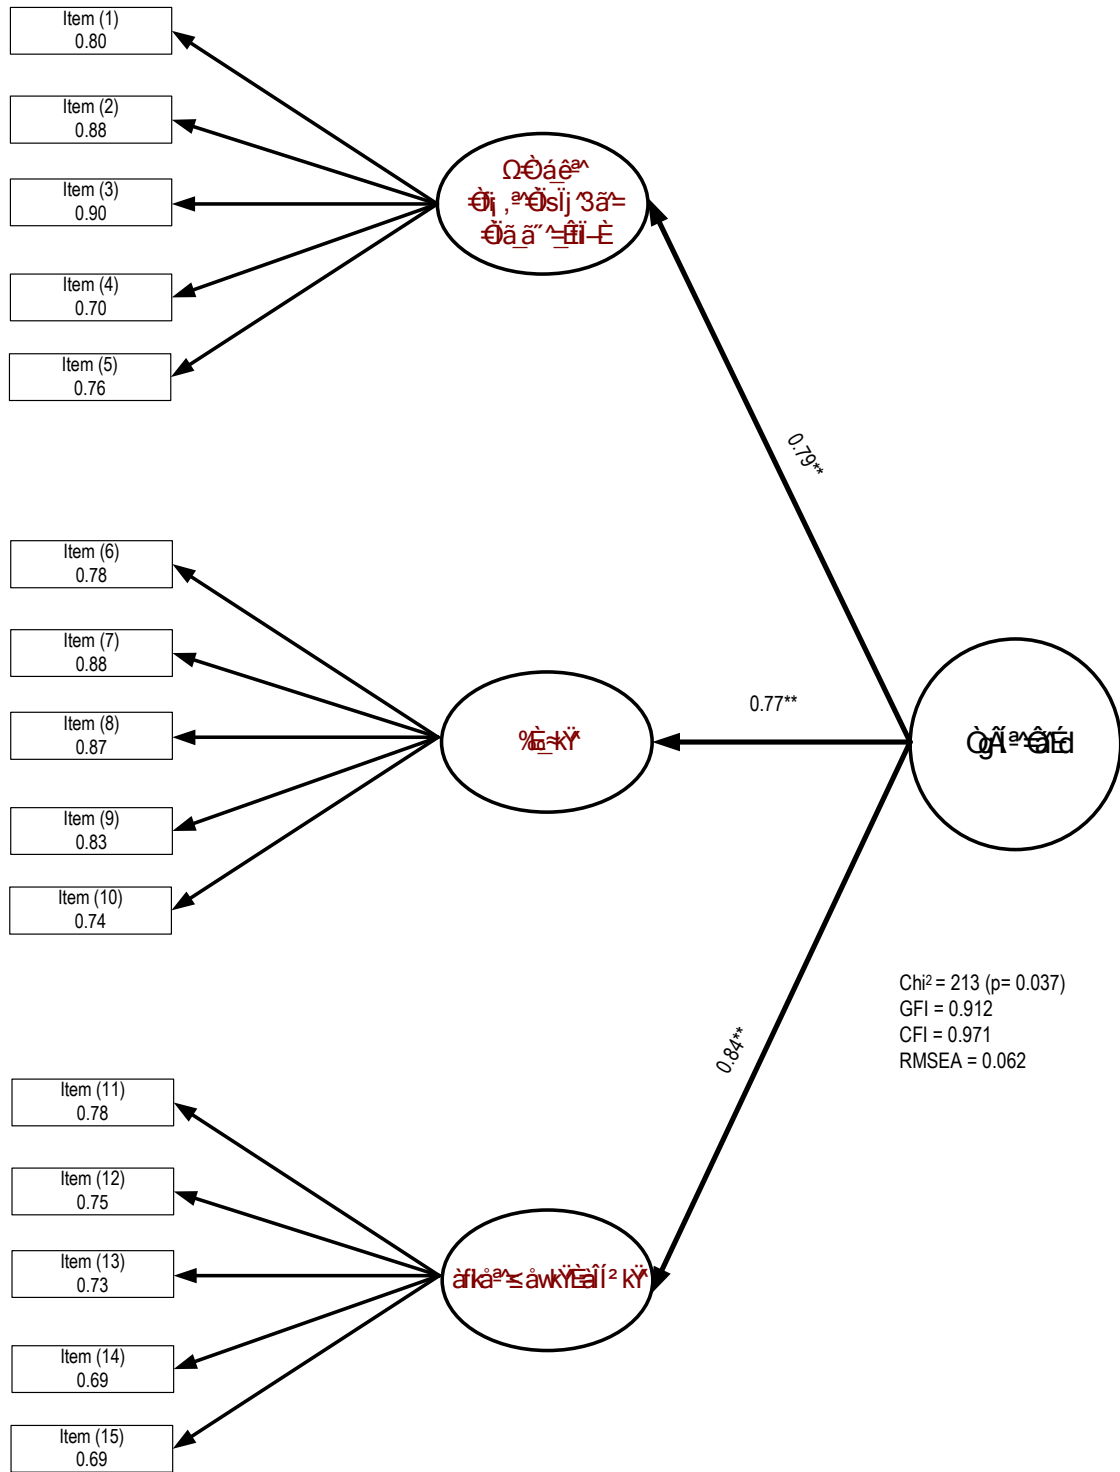 Item (1)
0.80
Item (2)
0.88
Item (3)
0.90
Item (4)
0.70
Item (5)
0.76
0.79**
Item (6)
0.78
Item (7)
0.88
Item (8)
0.87
Item (9)
0.83
Item (10)
0.74
0.77**
Chi² = 213 (p= 0.037)
GFI = 0.912
CFI = 0.971
RMSEA = 0.062
0.84**
Item (11)
0.78
Item (12)
0.75
Item (13)
0.73
Item (14)
0.69
Item (15)
0.69